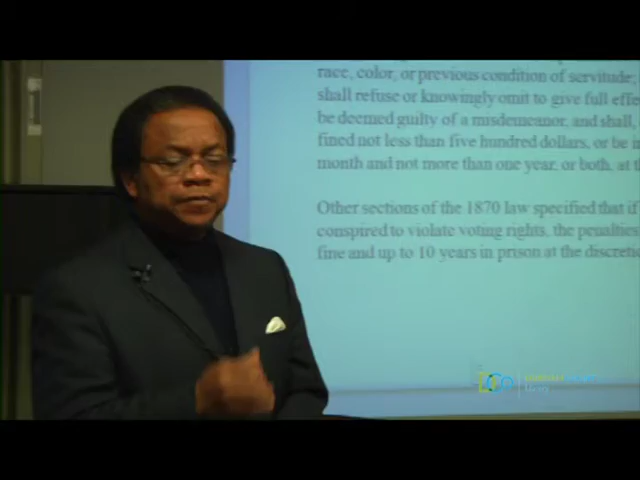 race, color, or previous condition of servitude;
shall refuse or knowingly omit to give full effe
be deemed guilty of a misdemeanor, and shall,
fined not less than five hundred dollars, or be in
month and not more than one year, or both, at th
Other sections of the 1870 law specified that if
conspired to violate voting rights, the penalties
fine and up to 10 years in prison at the discretio